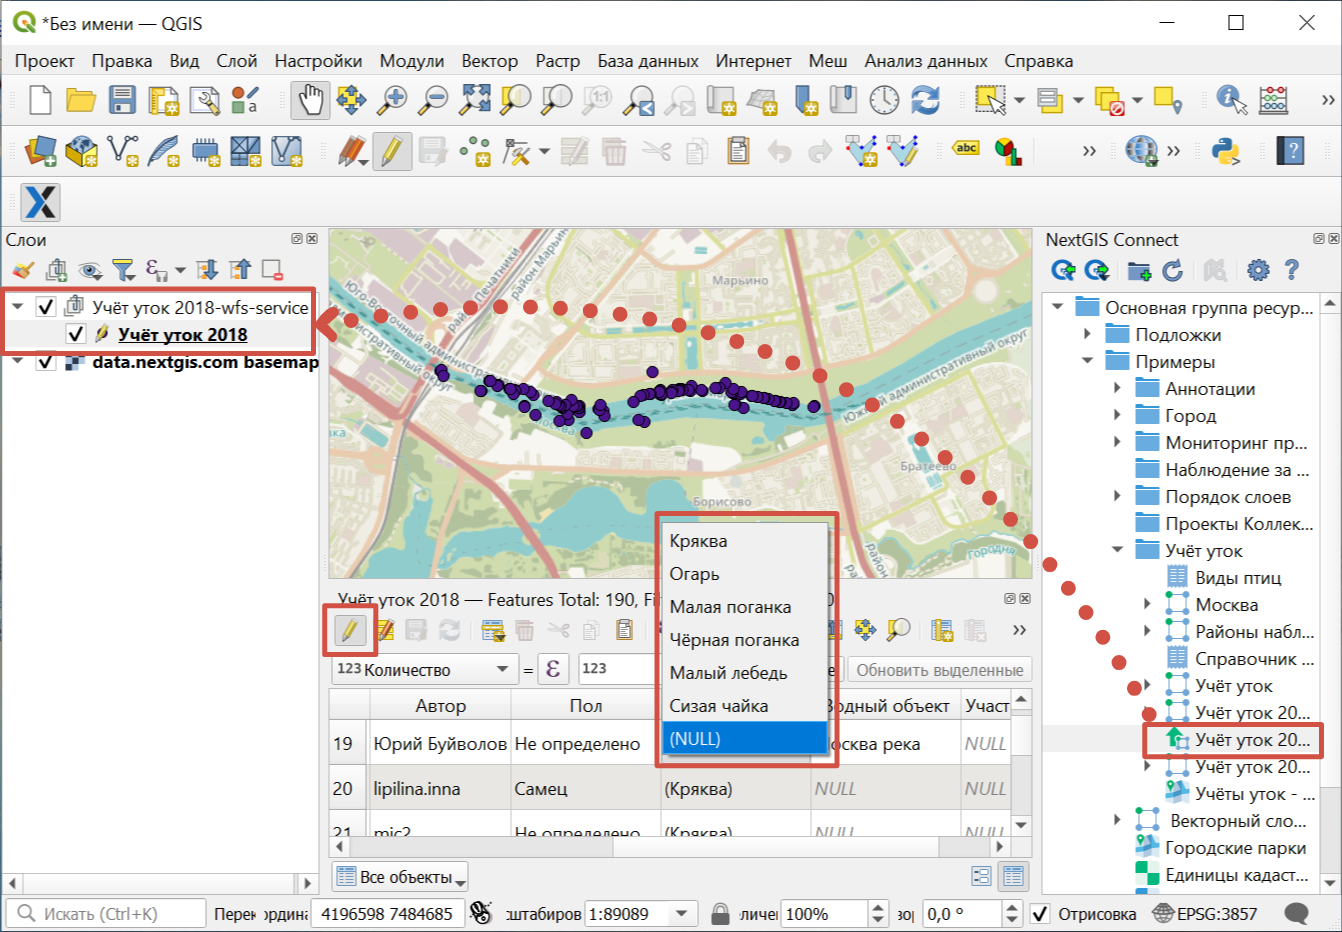 *Без имени — QGIS
Проект Правка Вид Слой Настройки Модули Вектор Растр База данных Интернет Меш Анализ данных Справка
1:1
a
abc
Слои
Учёт уток 2018-wfs-service
Учёт уток 2018
data.nextgis.com basemap
Печатники
район Марьино
Марьино
Юго-Восточный административный округ
Южный административный округ
Москва
Братеево
Борисово
Городня
район
Кряква
Огарь
Малая поганка
Чёрная поганка
Малый лебедь
Сизая чайка
(NULL)
Учёт уток 2018 — Features Total: 190, Fi
123 Количество = ε 123
Обновить выделенные
Автор Пол Водный объект Участ
19 Юрий Буйволов Не определено осква река NULL
20 lipilina.inna Самец (Кряква) NULL NULL
21 mic2 Не определено (Кряква) NULL NULL
Все объекты
NextGIS Connect
Основная группа ресур...
Подложки
Примеры
Аннотации
Город
Мониторинг пр...
Наблюдение за ...
Порядок слоев
Проекты Коллек...
Учёт уток
Виды птиц
Москва
Районы набл...
Справочник ...
Учёт уток
Учёт уток 20...
Учёт уток 20...
Учёт уток 20...
Учёты уток - ...
Векторный сло...
Городские парки
Единицы кадаст...
Искать (Ctrl+K) Перек ордина 4196598 7484685 сштабиров 1:89089 личе 100% 0,0 ° Отрисовка EPSG:3857